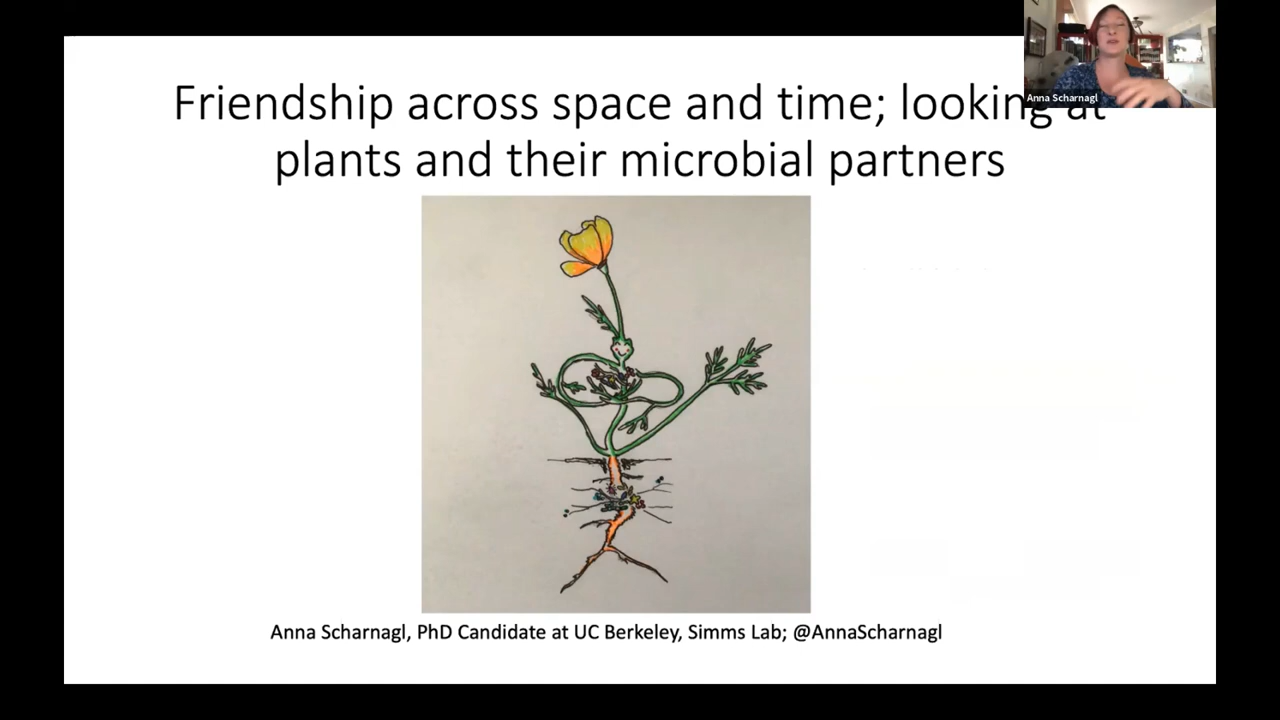 Friendship across space and time; looking at
plants and their microbial partners
Anna Scharnagl
Anna Scharnagl, PhD Candidate at UC Berkeley, Simms Lab; @AnnaScharnagl